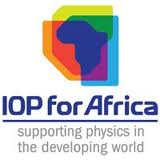 IOP for Africa
supporting physics in
the developing world